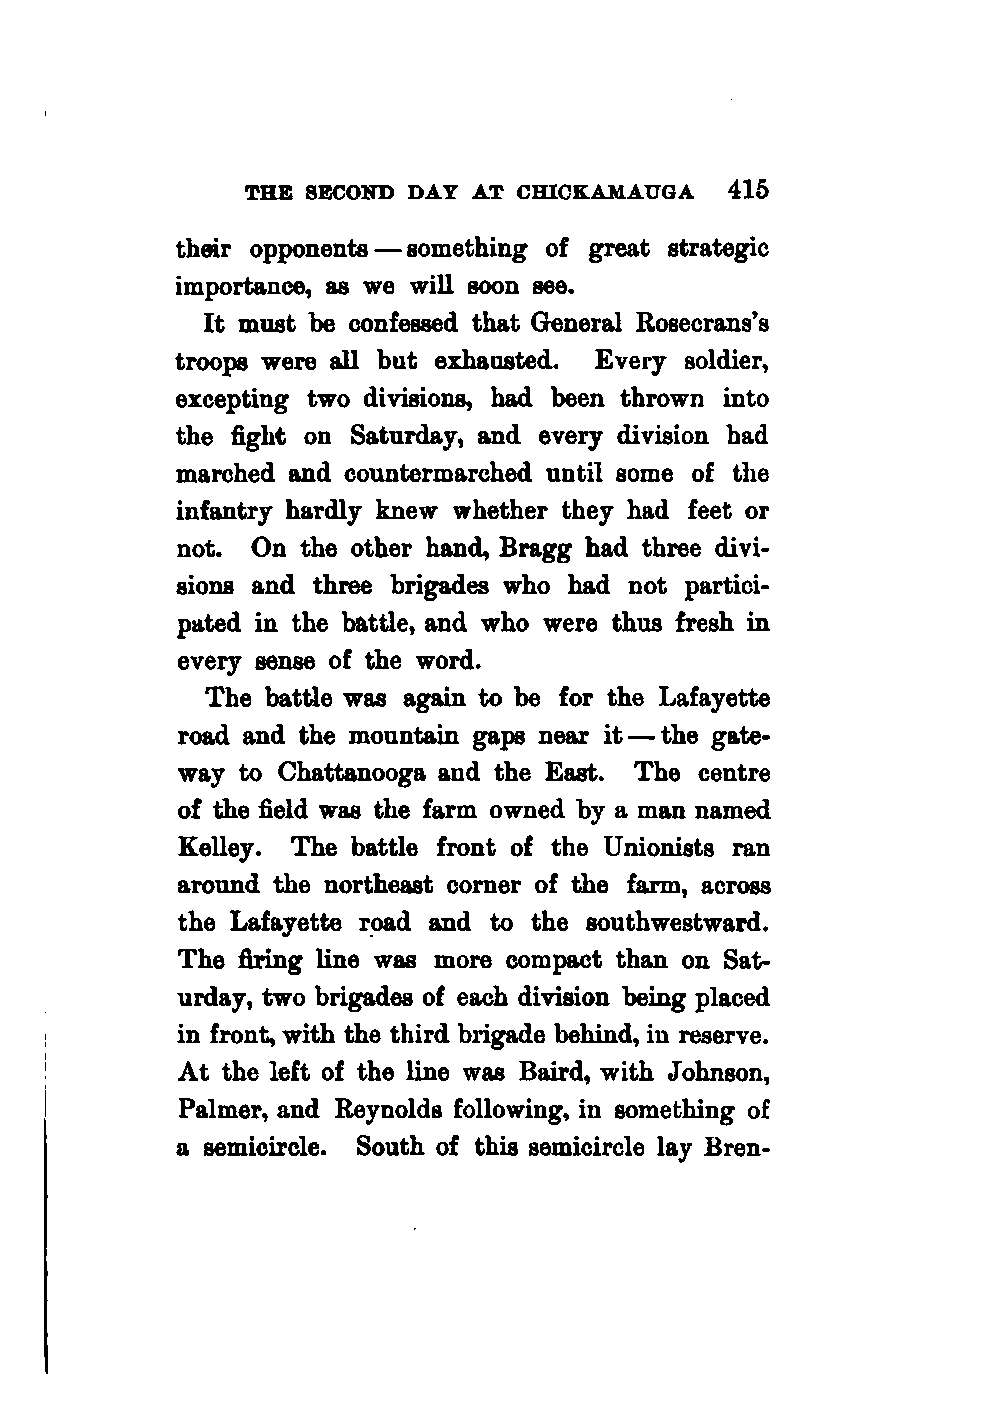 THE SECOND DAY AT CHICKAMAUGA 415
their opponents — something of great strategic
importance, as we will soon see.
It must be confessed that General Rosecrans's
troops were all but exhausted. Every soldier,
excepting two divisions, had been thrown into
the fight on Saturday, and every division had
marched and countermarched until some of the
infantry hardly knew whether they had feet or
not. On the other hand, Bragg had three divi-
sions and three brigades who had not partici-
pated in the battle, and who were thus fresh in
every sense of the word.
The battle was again to be for the Lafayette
road and the mountain gaps near it — the gate-
way to Chattanooga and the East. The centre
of the field was the farm owned by a man named
Kelley. The battle front of the Unionists ran
around the northeast corner of the farm, across
the Lafayette road and to the southwestward.
The firing line was more compact than on Sat-
urday, two brigades of each division being placed
in front, with the third brigade behind, in reserve.
At the left of the line was Baird, with Johnson,
Palmer, and Reynolds following, in something of
a semicircle. South of this semicircle lay Bren-